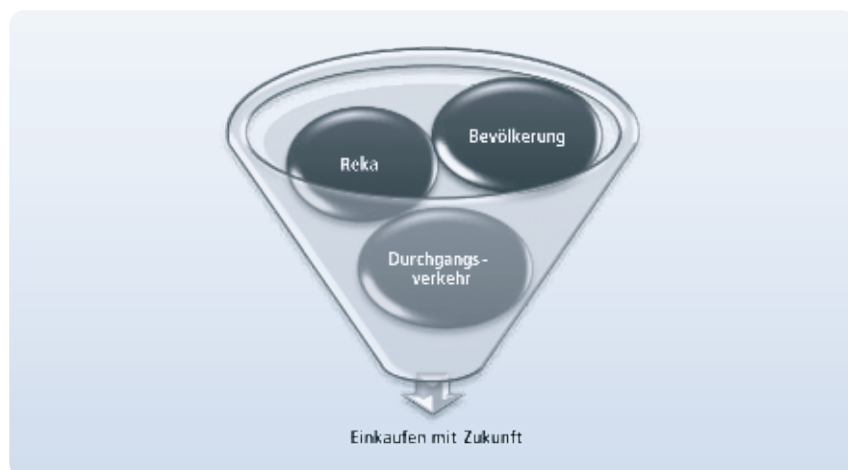 Bevölkerung
Reka
Durchgangs-
verkehr
Einkaufen mit Zukunft